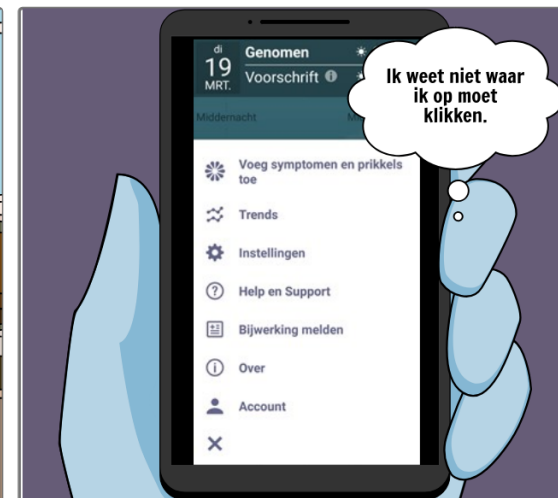 di
19
MRT.
Genomen
Voorschrift
Ik weet niet waar
ik op moet
klikken.
Middernacht
Voeg symptomen en prikkels
toe
Trends
Instellingen
Help en Support
Bijwerking melden
Over
Account